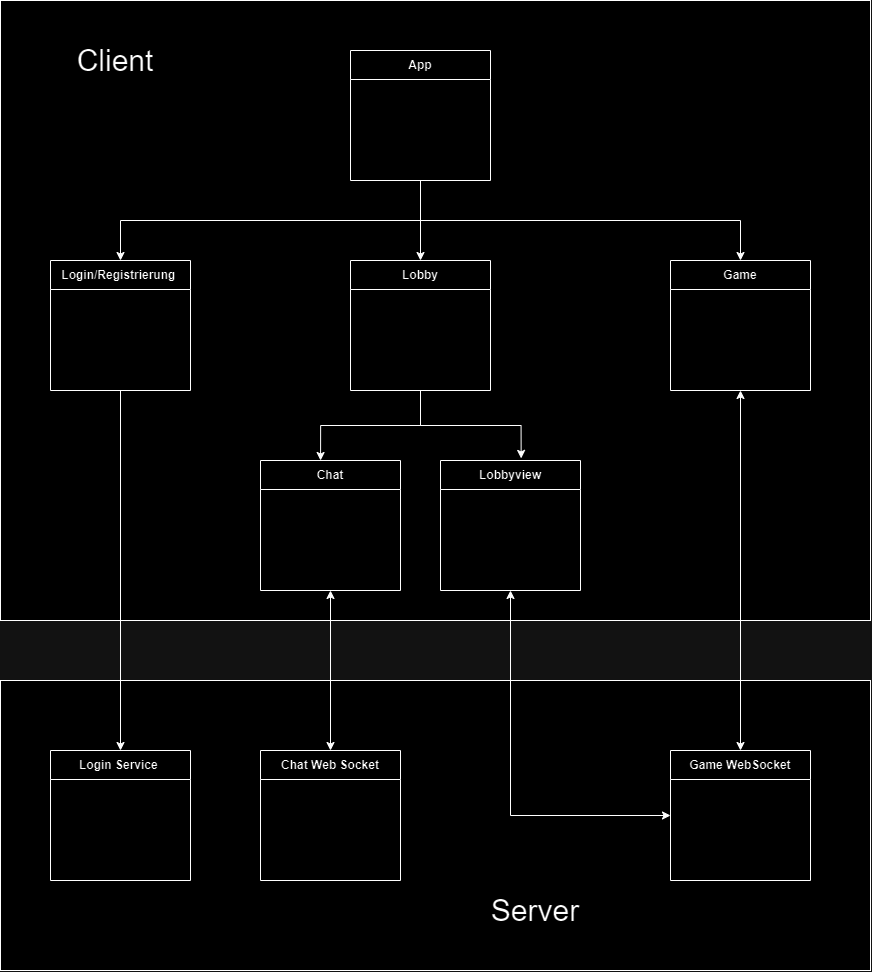 Client
App
Login/Registrierung
Lobby
Game
Chat
Lobbyview
Login Service
Chat Web Socket
Game WebSocket
Server